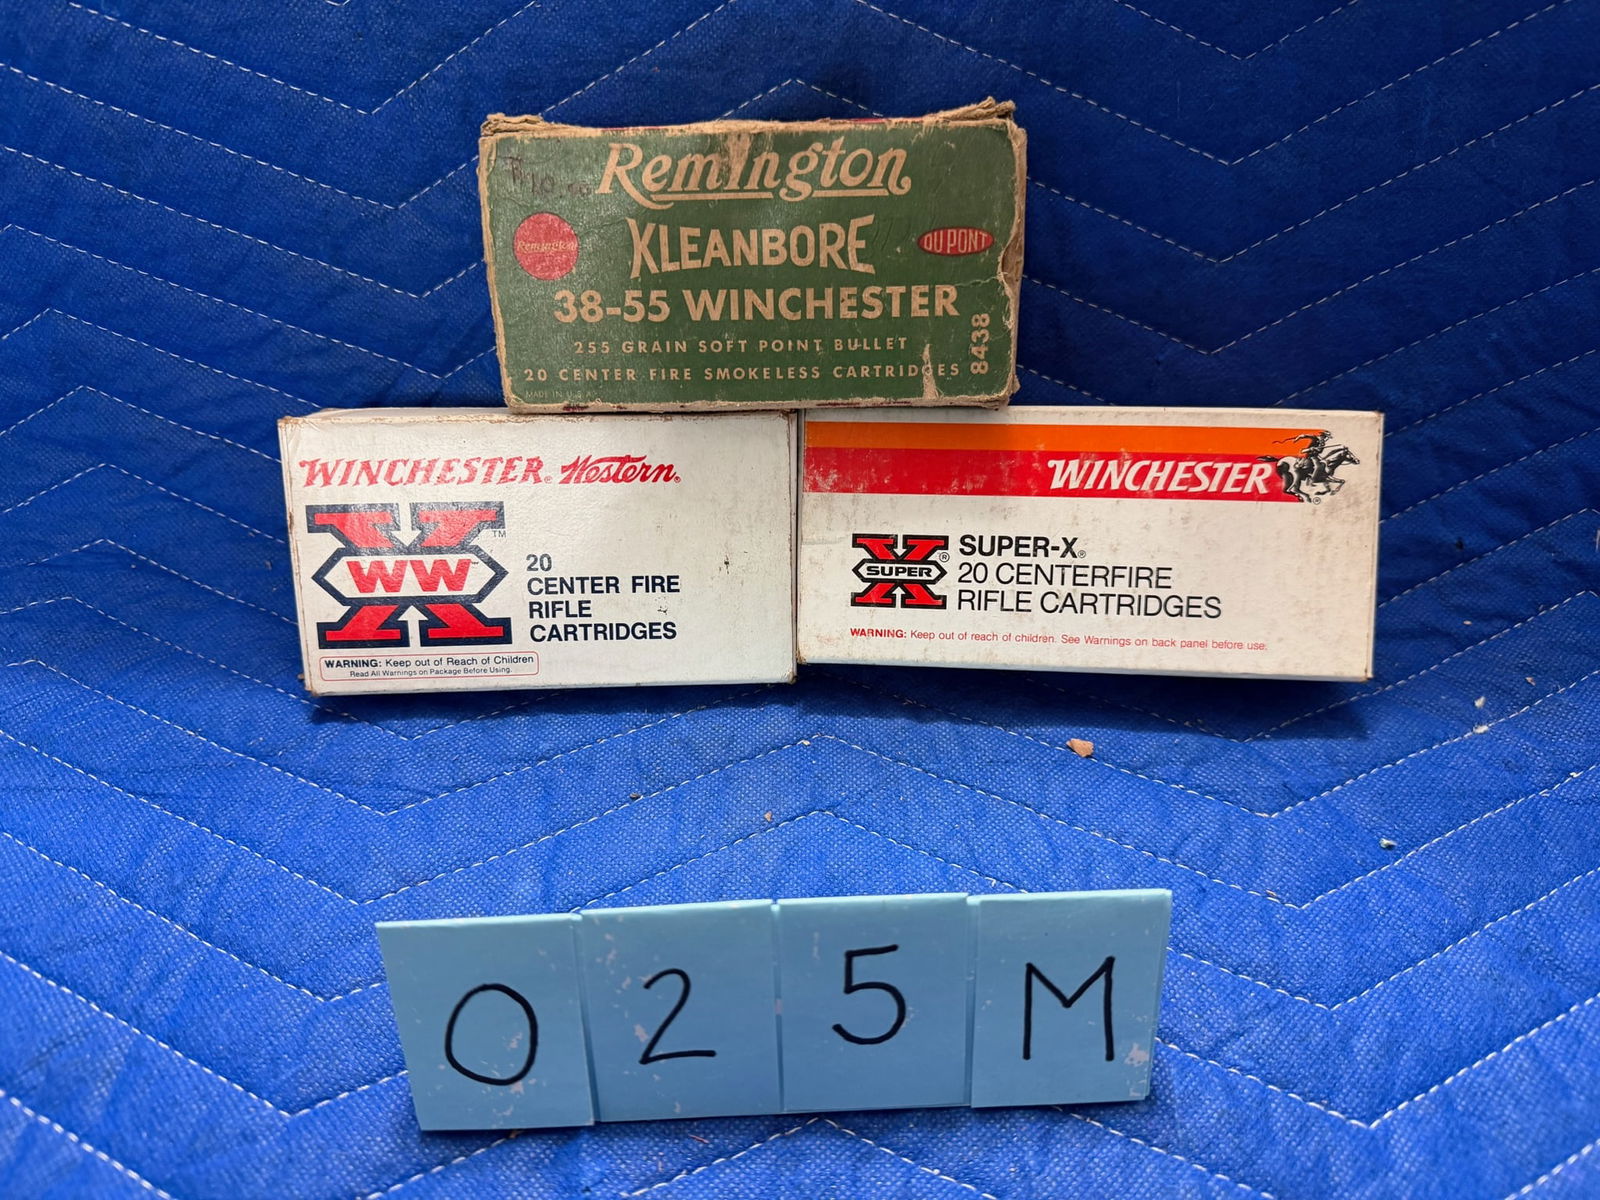 $10.00
Remington
Remington
KLEANBORE
DU PONT
38-55 WINCHESTER
255 GRAIN SOFT POINT BULLET
20 CENTER FIRE SMOKELESS CARTRIDGES
MADE IN U.S.A.
8438
WINCHESTER® Western®
WW
TM
20
CENTER FIRE
RIFLE
CARTRIDGES
WARNING: Keep out of Reach of Children
Read All Warnings on Package Before Using.
WINCHESTER
®
SUPER
®
SUPER-X®
20 CENTERFIRE
RIFLE CARTRIDGES
WARNING: Keep out of reach of children. See Warnings on back panel before use.
0 2 5 M